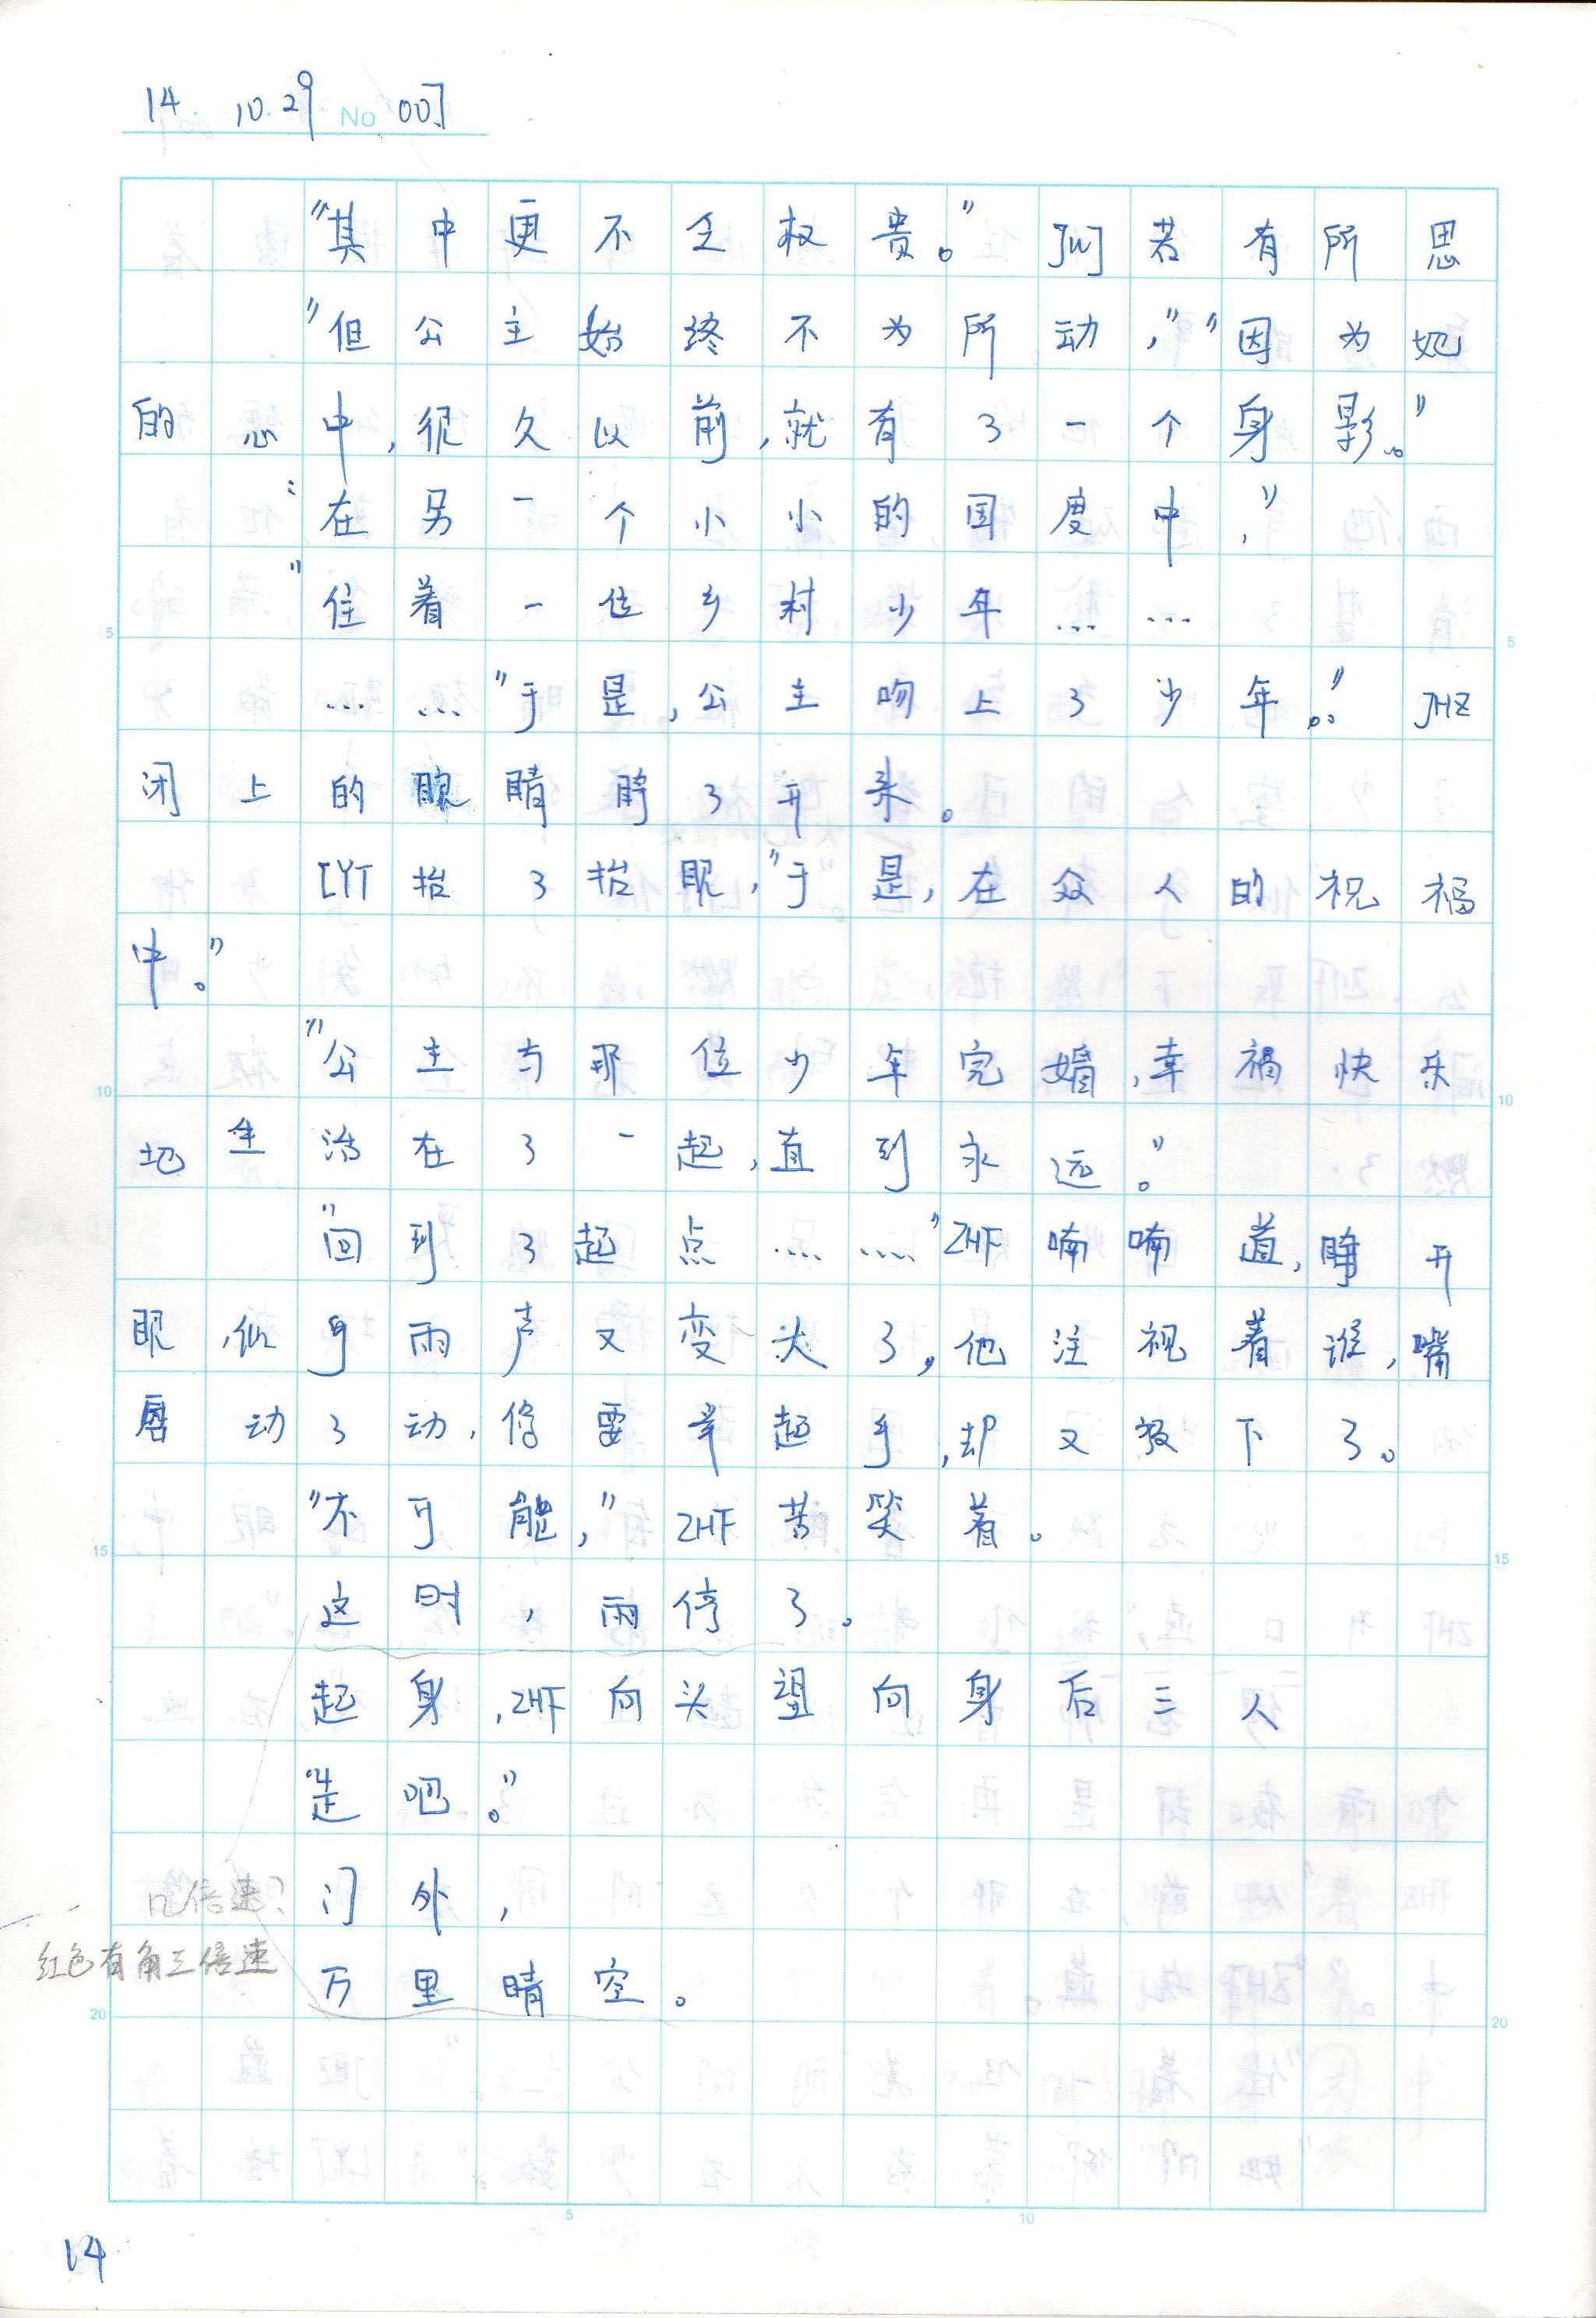 14. 10.29 No 007
"其中更不乏权贵。" JWJ若有所思
"但公主始终不为所动,""因为她
的心中,很久以前,就有了一个身影。"
"在另一个小小的国度中,"
"住着一位乡村少年……
……"于是,公主吻上了少年。" JHZ
闭上的眼睛睁了开来。
LYT抬了抬眼,"于是,在众人的祝福
中。"
"公主与那位少年完婚,幸福快乐
地生活在了一起,直到永远。"
"回到了起点……"ZHF喃喃道,睁开
眼,似乎雨声又变大了,他注视着谁,嘴
唇动了动,像要举起手,却又放下了。
"不可能,"ZHF苦笑着。
这时,雨停了。
起身,ZHF向头望向身后三人
"走吧。"
门外,
几倍速?
红色有角三倍速
万里晴空。
5
10
15
20
5
10
15
20
5
10
14